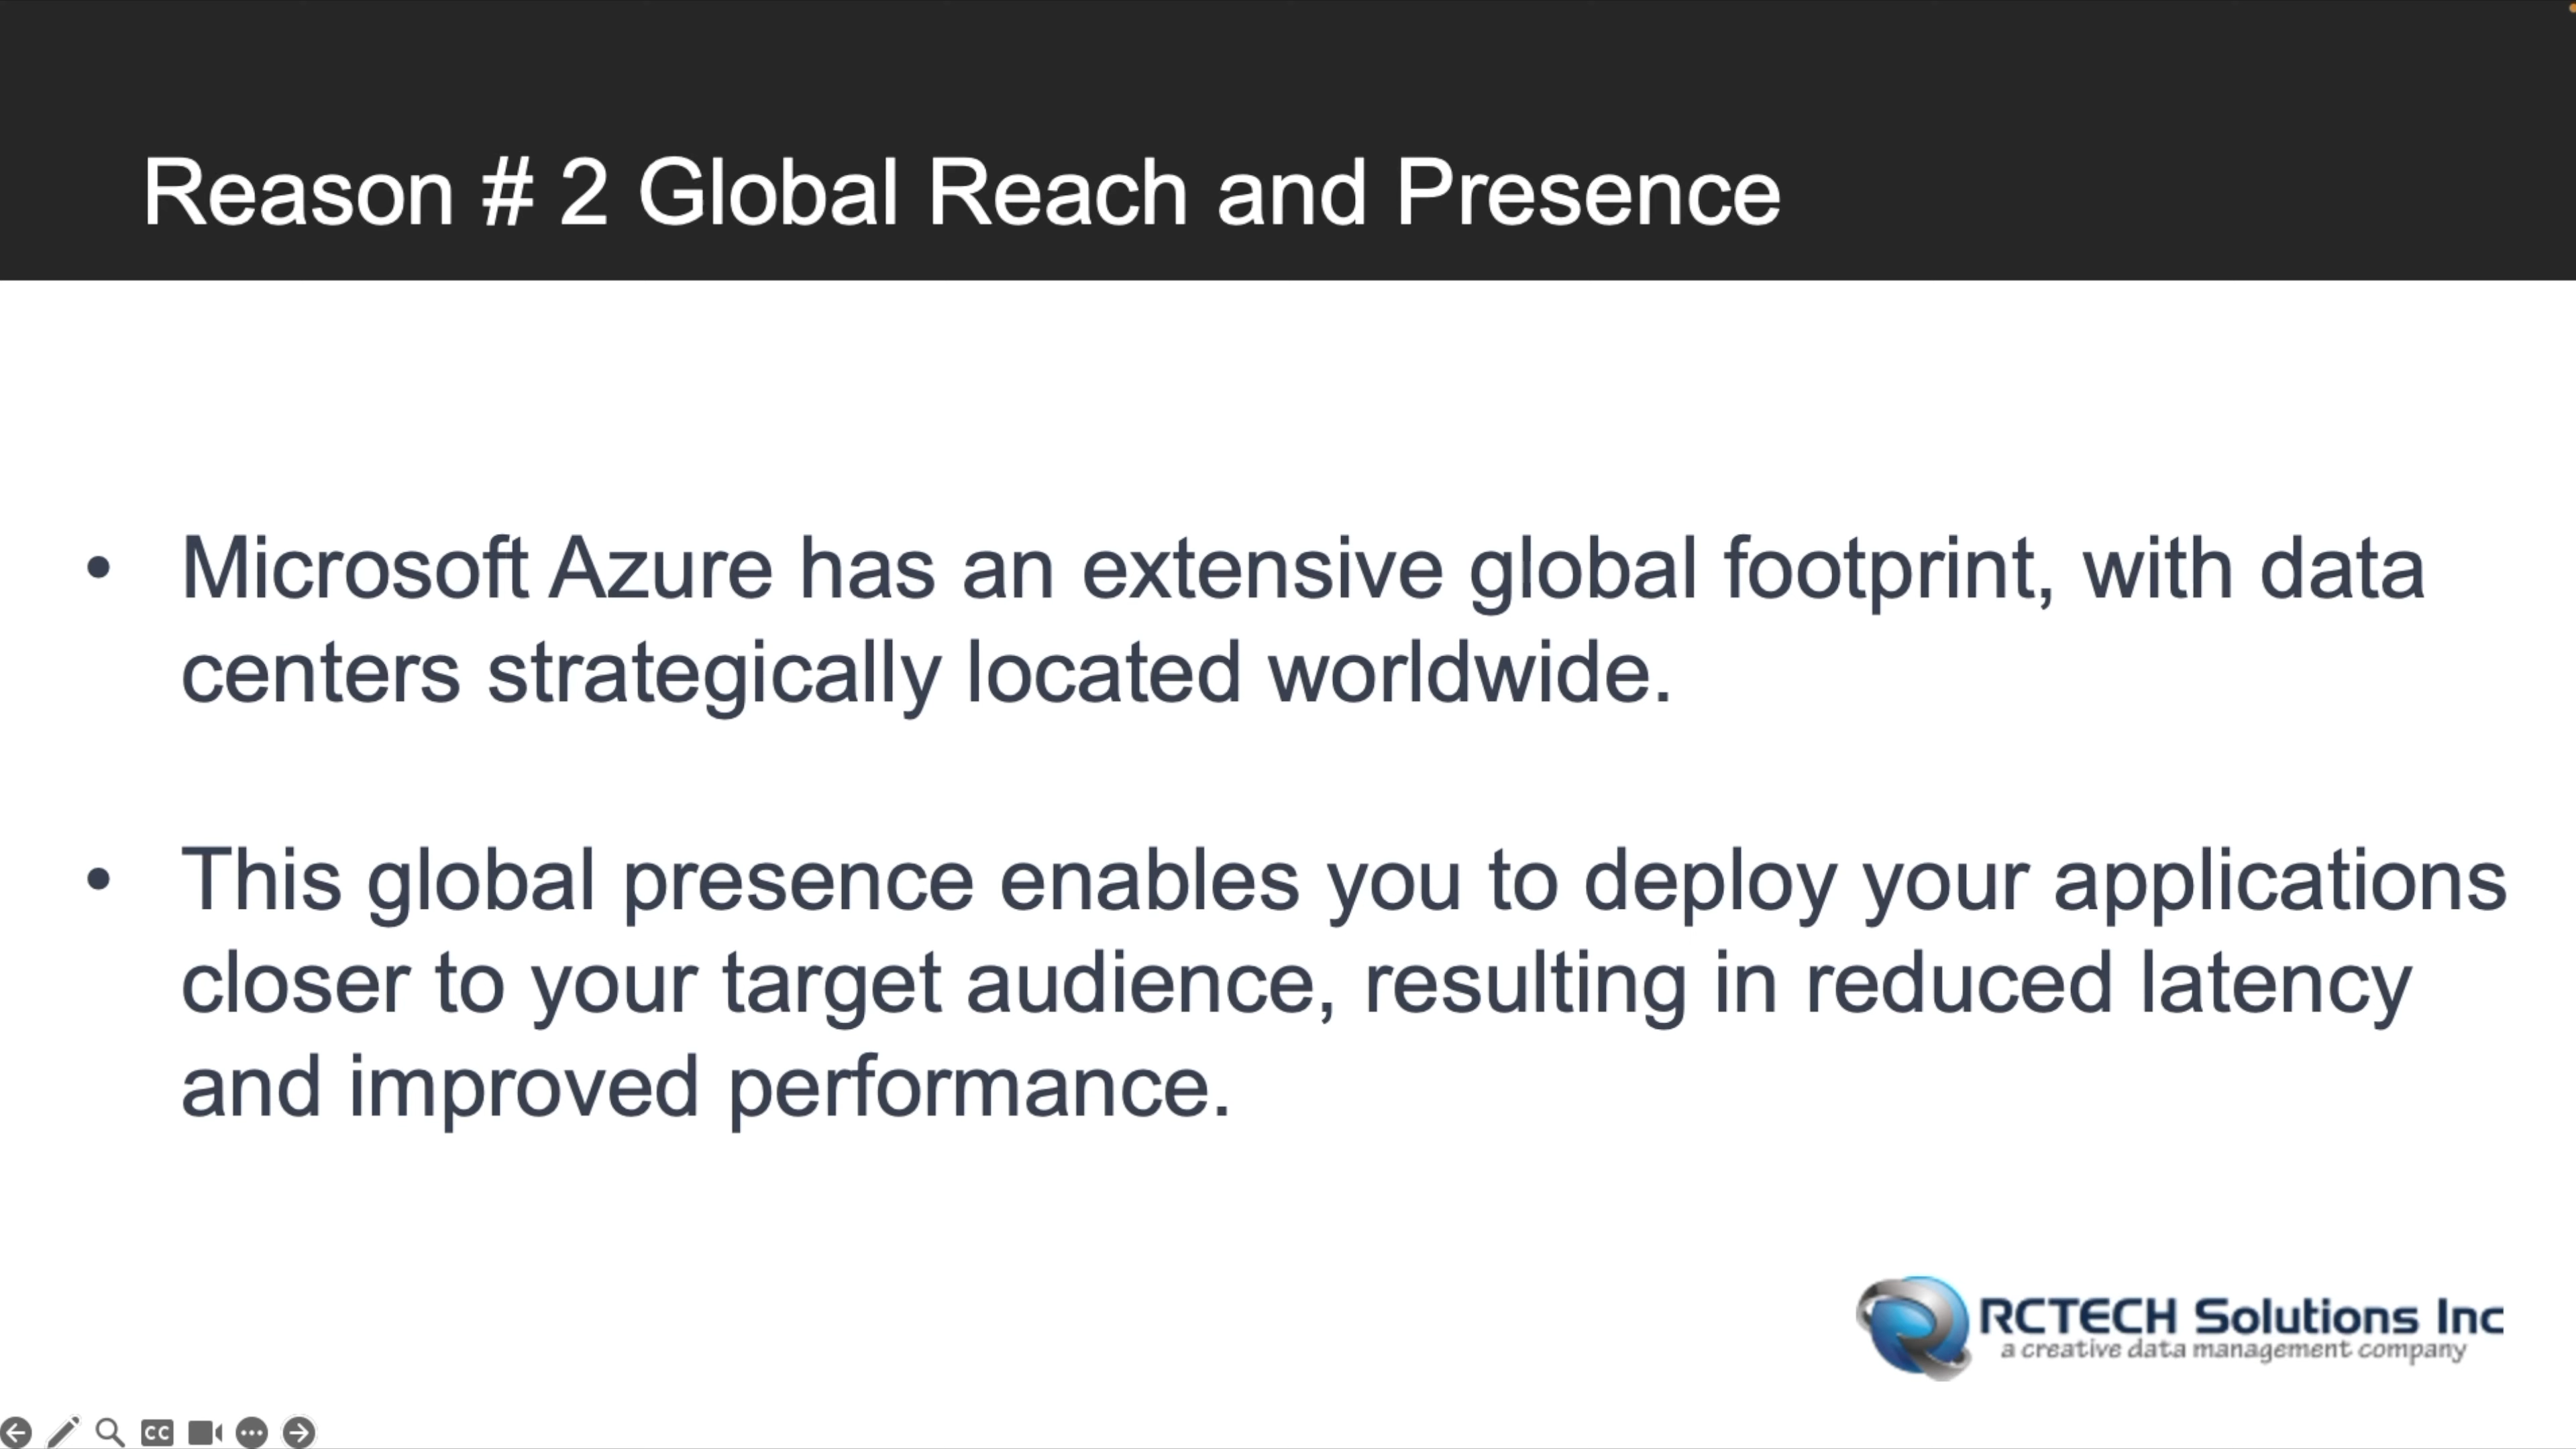 Reason # 2 Global Reach and Presence
• Microsoft Azure has an extensive global footprint, with data
centers strategically located worldwide.
• This global presence enables you to deploy your applications
closer to your target audience, resulting in reduced latency
and improved performance.
RCTECH Solutions Inc
a creative data management company
CC